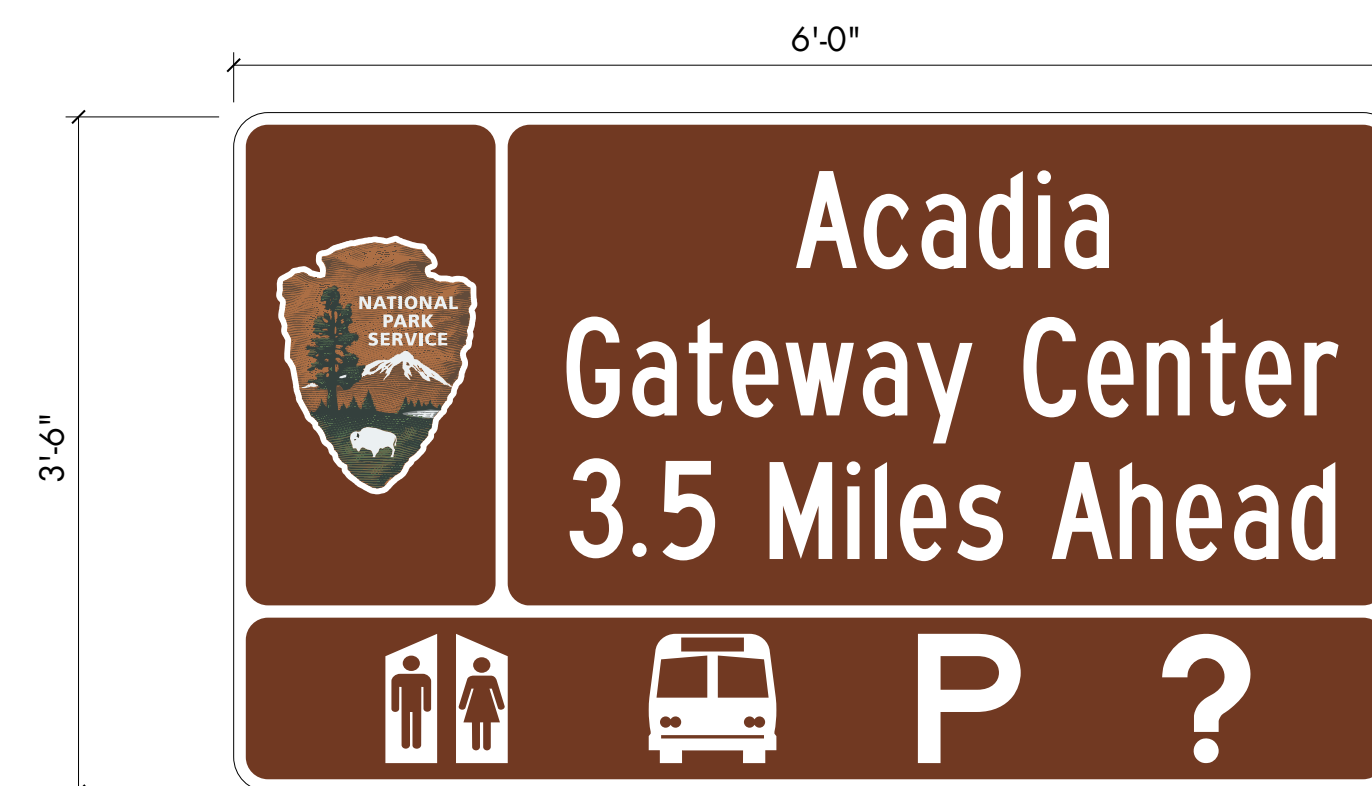 6'-0"
3'-6"
NATIONAL
PARK
SERVICE
Acadia
Gateway Center
3.5 Miles Ahead
P
?